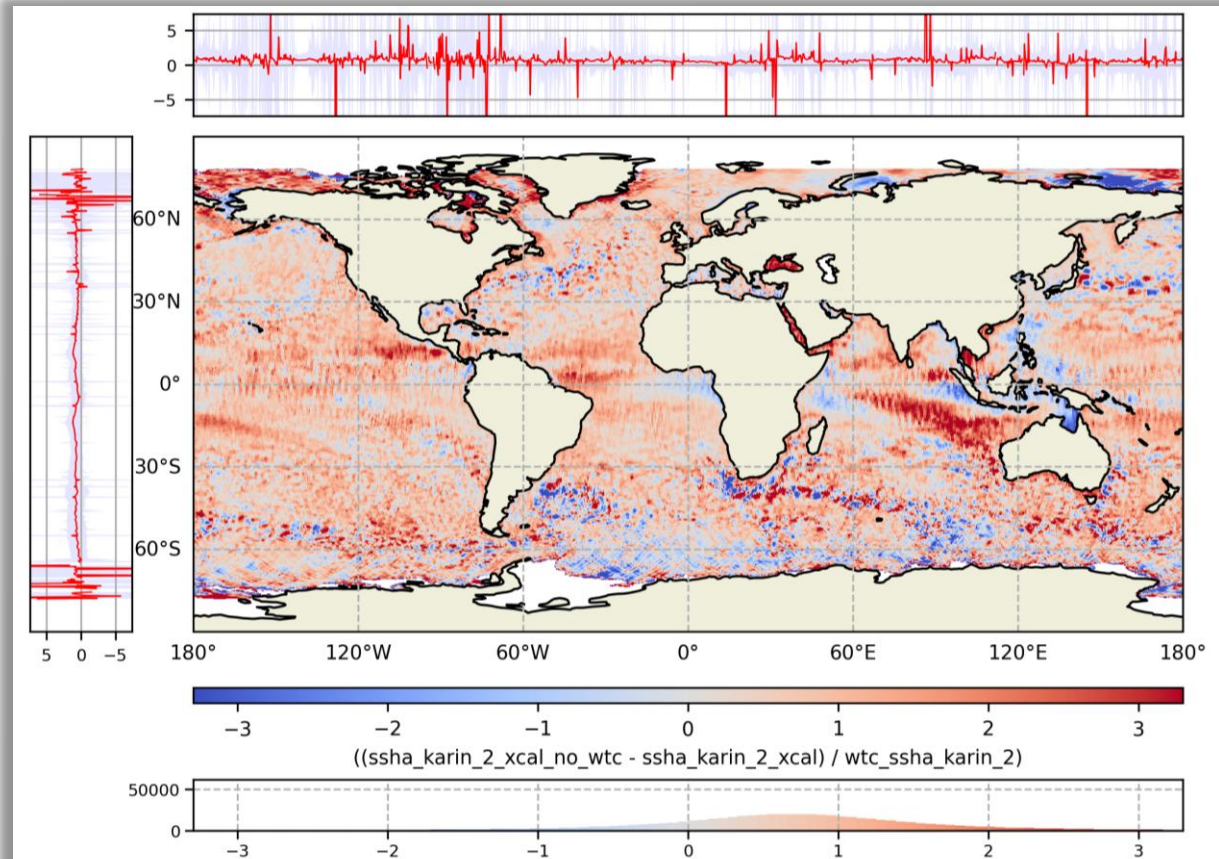 5
0
−5
60°N
30°N
0°
30°S
60°S
5 0 −5
180° 120°W 60°W 0° 60°E 120°E 180°
−3 −2 −1 0 1 2 3
((ssha_karin_2_xcal_no_wtc - ssha_karin_2_xcal) / wtc_ssha_karin_2)
50000
0
−3 −2 −1 0 1 2 3